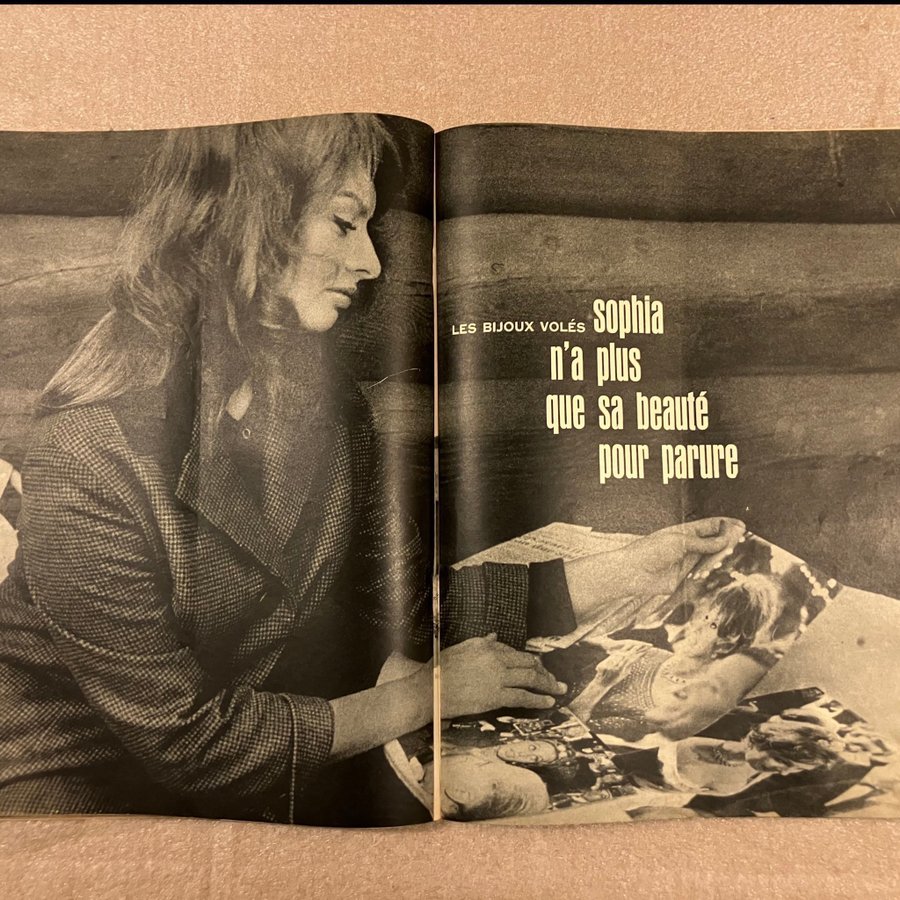 LES BIJOUX VOLÉS sophia
n'a plus
que sa beauté
pour parure